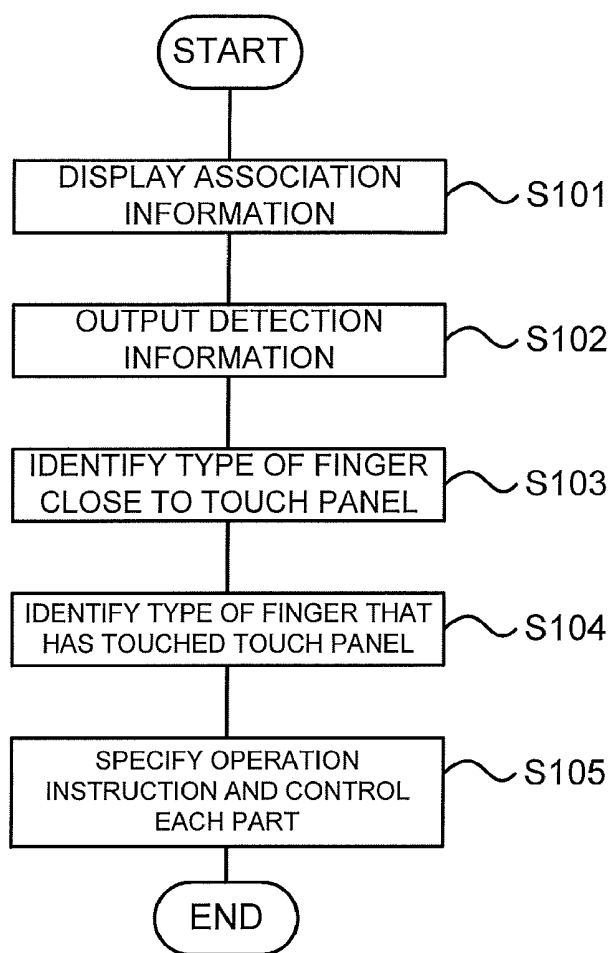 START
DISPLAY ASSOCIATION
INFORMATION
S101
OUTPUT DETECTION
INFORMATION
S102
IDENTIFY TYPE OF FINGER
CLOSE TO TOUCH PANEL
S103
IDENTIFY TYPE OF FINGER THAT
HAS TOUCHED TOUCH PANEL
S104
SPECIFY OPERATION
INSTRUCTION AND CONTROL
EACH PART
S105
END